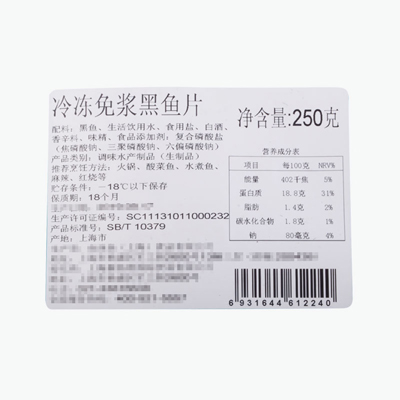 冷冻免浆黑鱼片
净含量:250克
配料：黑鱼、生活饮用水、食用盐、白酒、
香辛料、味精、食品添加剂：复合磷酸盐
(焦磷酸钠、三聚磷酸钠、六偏磷酸钠)
产品类别：调味水产制品（生制品）
推荐烹饪方法：火锅、酸菜鱼、水煮鱼、
麻辣、红烧等
贮存条件：－18℃以下保存
保质期：18个月
生产许可证编号：SC11131011000232
产品标准号：SB/T 10379
产地：上海市
营养成分表
项目 每100克 NRV%
能量 402千焦 5%
蛋白质 18.8克 31%
脂肪 1.4克 2%
碳水化合物 1.8克 1%
钠 80毫克 4%
6 931644 612240